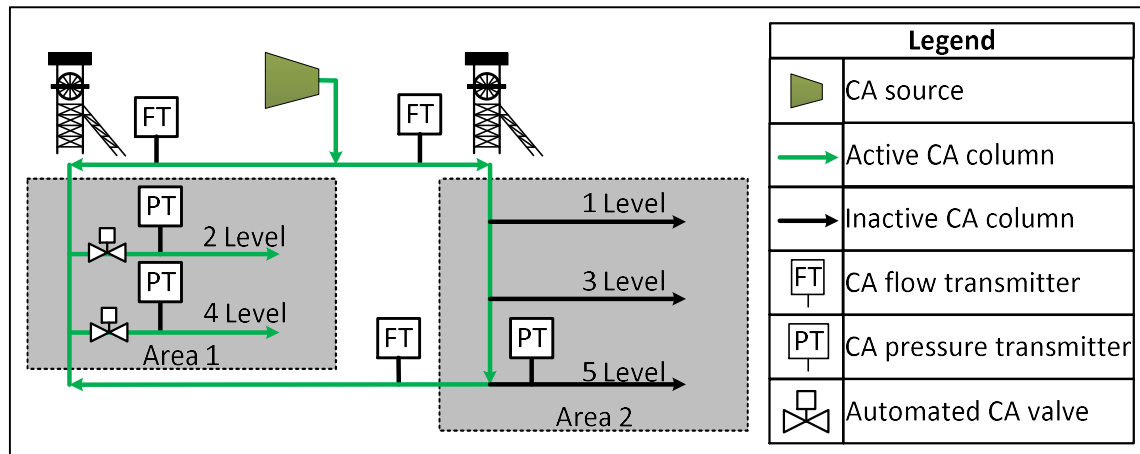 FT
FT
PT
2 Level
PT
4 Level
Area 1
1 Level
3 Level
FT
PT
5 Level
Area 2
Legend
CA source
Active CA column
Inactive CA column
FT
CA flow transmitter
PT
CA pressure transmitter
Automated CA valve